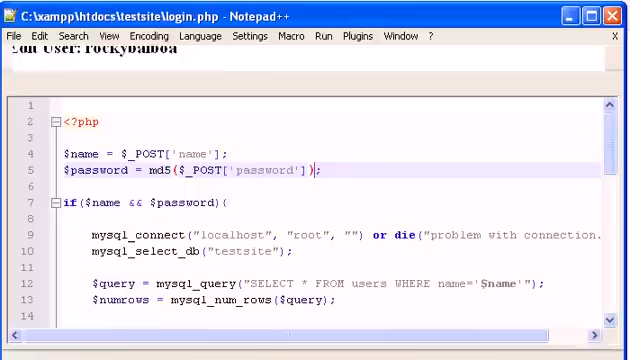 C:\xampp\htdocs\testsite\login.php - Notepad++
File Edit Search View Encoding Language Settings Macro Run Plugins Window ? X
Edit User: rockybalboa
1
2 <?php
3
4 $name = $_POST['name'];
5 $password = md5($_POST['password']);
6
7 if($name && $password){
8
9 mysql_connect("localhost", "root", "") or die("problem with connection.
10 mysql_select_db("testsite");
11
12 $query = mysql_query("SELECT * FROM users WHERE name='$name'");
13 $numrows = mysql_num_rows($query);
14